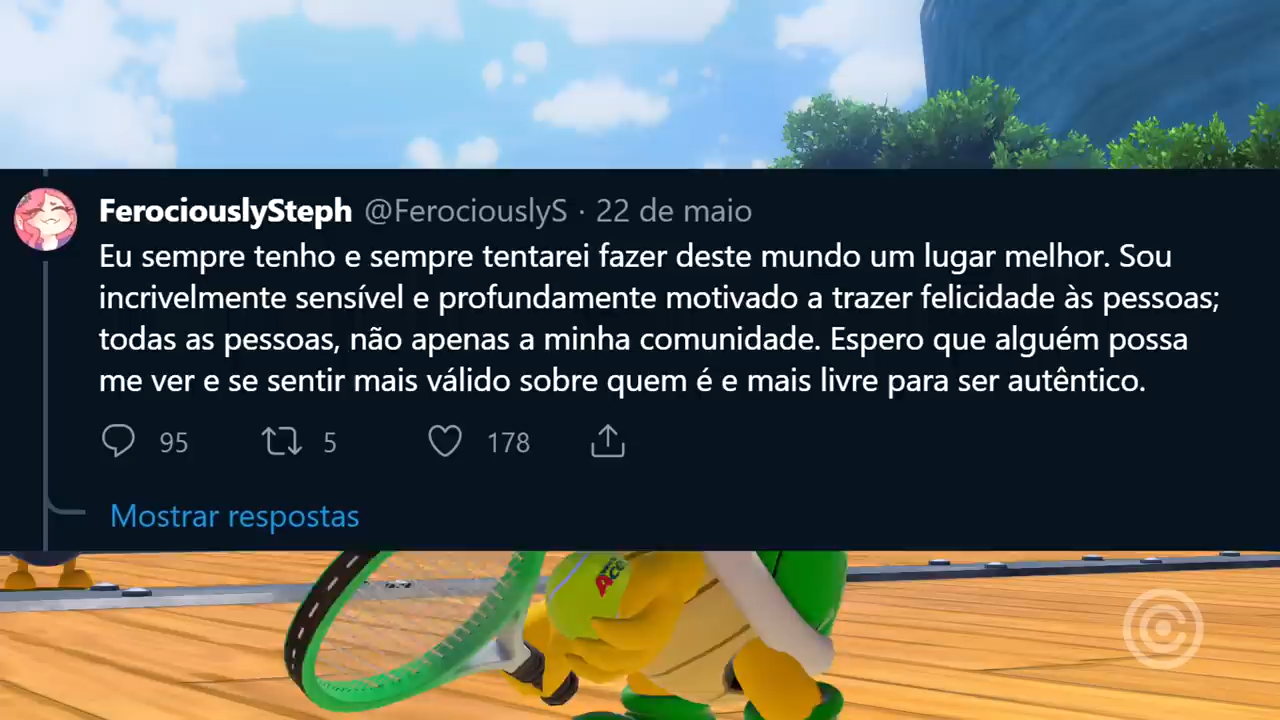 FerociouslySteph @FerociouslyS · 22 de maio
Eu sempre tenho e sempre tentarei fazer deste mundo um lugar melhor. Sou
incrivelmente sensível e profundamente motivado a trazer felicidade às pessoas;
todas as pessoas, não apenas a minha comunidade. Espero que alguém possa
me ver e se sentir mais válido sobre quem é e mais livre para ser autêntico.
95 5 178
Mostrar respostas